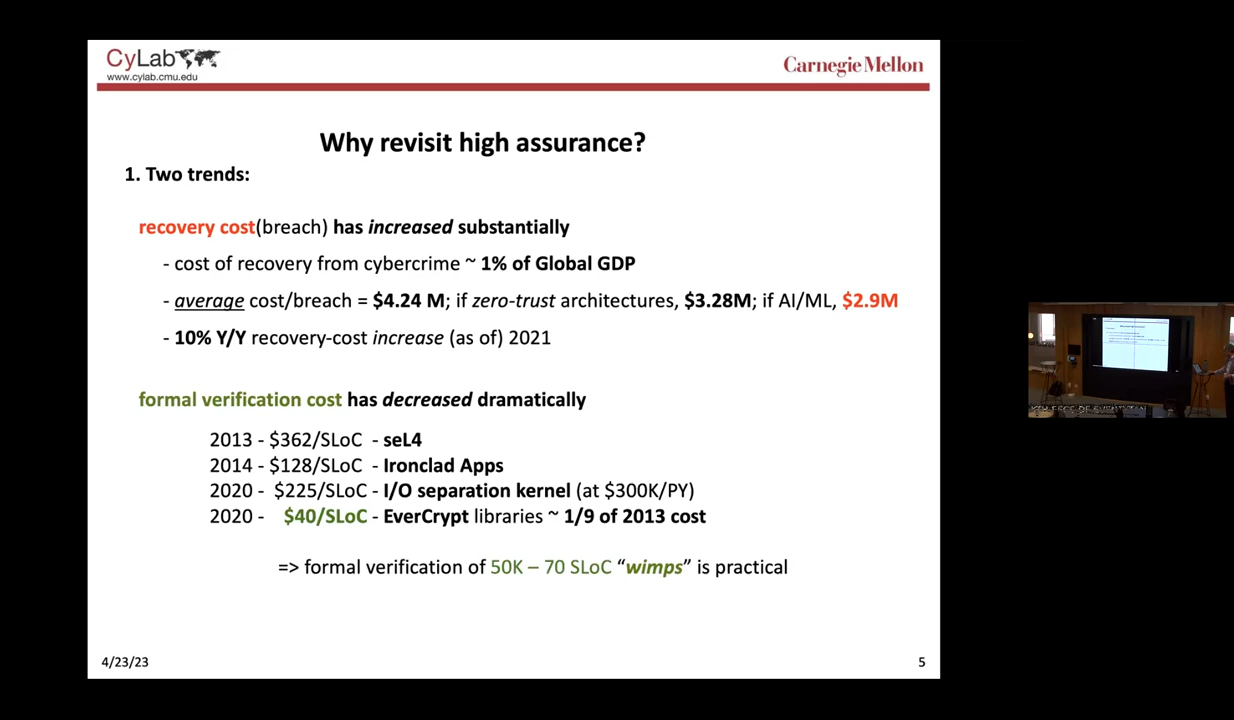 CyLab
www.cylab.cmu.edu
Carnegie Mellon
Why revisit high assurance?
1. Two trends:
recovery cost(breach) has increased substantially
- cost of recovery from cybercrime ~ 1% of Global GDP
- average cost/breach = $4.24 M; if zero-trust architectures, $3.28M; if AI/ML, $2.9M
- 10% Y/Y recovery-cost increase (as of) 2021
formal verification cost has decreased dramatically
2013 - $362/SLoC - seL4
2014 - $128/SLoC - Ironclad Apps
2020 - $225/SLoC - I/O separation kernel (at $300K/PY)
2020 - $40/SLoC - EverCrypt libraries ~ 1/9 of 2013 cost
=> formal verification of 50K – 70 SLoC “wimps” is practical
4/23/23
5